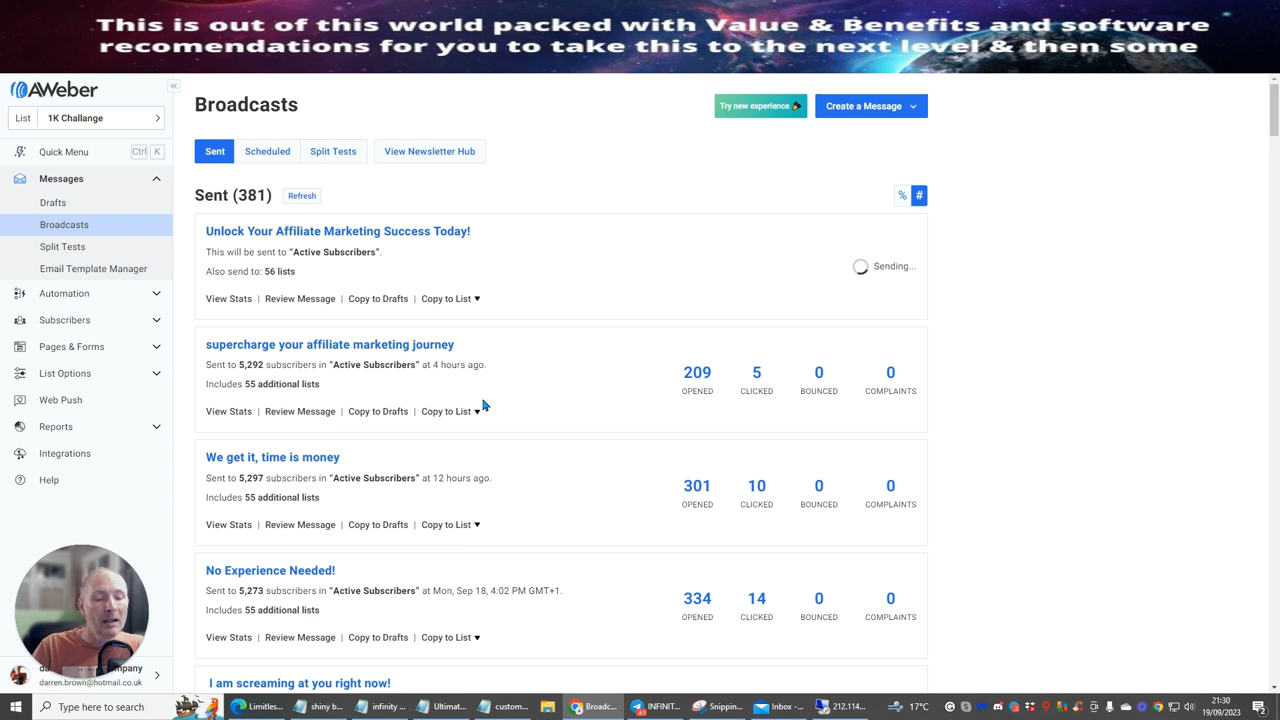 This is out of this world packed with Value & Benefits and software
recomendations for you to take this to the next level & then some
AWeber
List 1K Challange
Quick Menu Ctrl K
Messages
Drafts
Broadcasts
Split Tests
Email Template Manager
Automation
Subscribers
Pages & Forms
List Options
Web Push
Reports
Integrations
Help
darren.brown@hotmail.co.uk
Broadcasts
Try new experience
Create a Message
Sent Scheduled Split Tests View Newsletter Hub
Sent (381) Refresh % #
Unlock Your Affiliate Marketing Success Today!
This will be sent to "Active Subscribers".
Also send to: 56 lists
Sending...
View Stats | Review Message | Copy to Drafts | Copy to List
supercharge your affiliate marketing journey
Sent to 5,292 subscribers in "Active Subscribers" at 4 hours ago.
Includes 55 additional lists
209 5 0 0
OPENED CLICKED BOUNCED COMPLAINTS
View Stats | Review Message | Copy to Drafts | Copy to List
We get it, time is money
Sent to 5,297 subscribers in "Active Subscribers" at 12 hours ago.
Includes 55 additional lists
301 10 0 0
OPENED CLICKED BOUNCED COMPLAINTS
View Stats | Review Message | Copy to Drafts | Copy to List
No Experience Needed!
Sent to 5,273 subscribers in "Active Subscribers" at Mon, Sep 18, 4:02 PM GMT+1.
Includes 55 additional lists
334 14 0 0
OPENED CLICKED BOUNCED COMPLAINTS
View Stats | Review Message | Copy to Drafts | Copy to List
I am screaming at you right now!
Type here to search
Limitles...
shiny b...
infinity ...
Ultimat...
custom...
Broadc...
INFINIT...
Snippin...
Inbox - ...
212.114...
17°C
21:30
19/09/2023